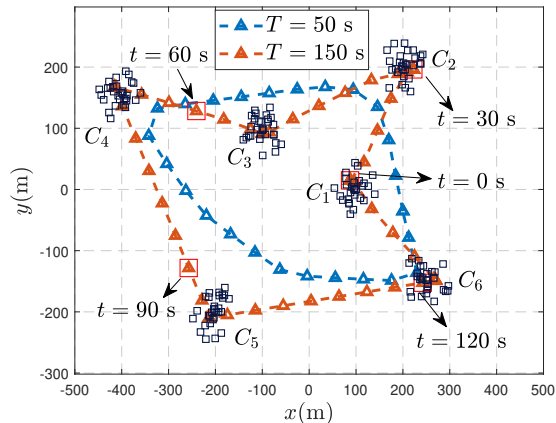 T = 50 s
T = 150 s
t = 60 s
C₂
t = 30 s
C₄
C₃
C₁
t = 0 s
C₆
t = 90 s
C₅
t = 120 s
200
100
0
-100
-200
-300
y(m)
-500 -400 -300 -200 -100 0 100 200 300 400 500
x(m)